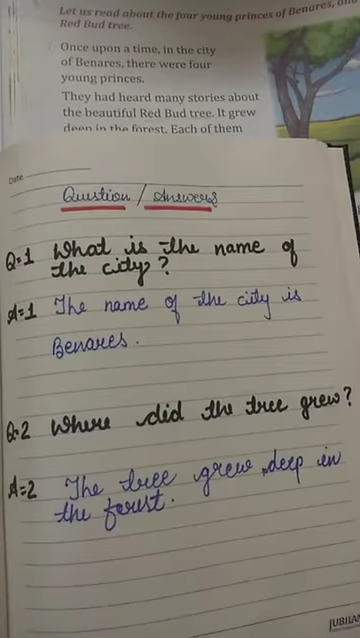 Let us read about the four young princes of Benares, and
Red Bud tree.
Once upon a time, in the city
of Benares, there were four
young princes.
They had heard many stories about
the beautiful Red Bud tree. It grew
deep in the forest. Each of them
Date
Question / Answers
Q=1 What is the name of
the city?
A=1 The name of the city is
Benares.
Q=2 Where did the tree grew?
A=2 The tree grew deep in
the forest.